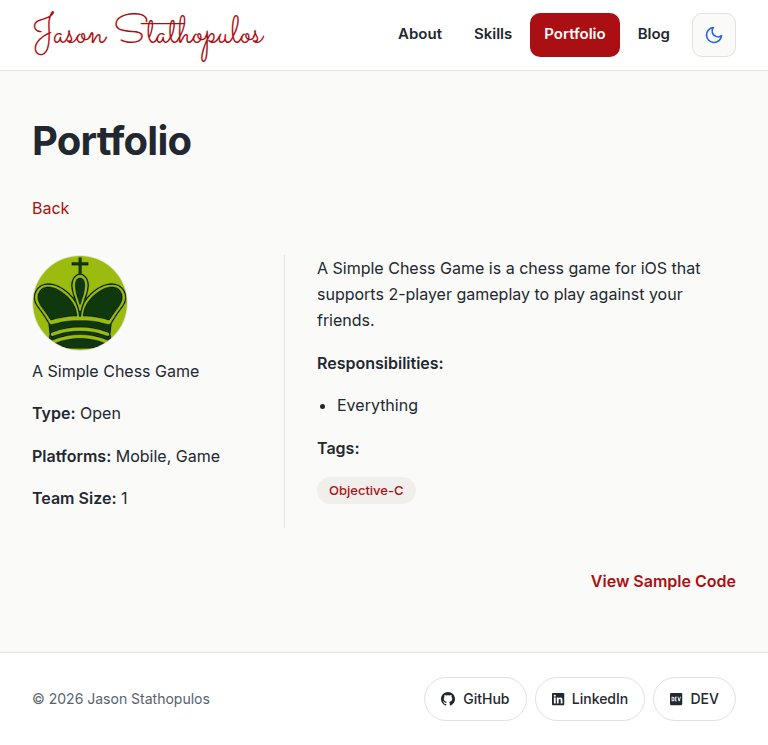 Jason Stathopulos
About
Skills
Portfolio
Blog
Portfolio
Back
A Simple Chess Game
Type: Open
Platforms: Mobile, Game
Team Size: 1
A Simple Chess Game is a chess game for iOS that
supports 2-player gameplay to play against your
friends.
Responsibilities:
• Everything
Tags:
Objective-C
View Sample Code
© 2026 Jason Stathopulos
GitHub
LinkedIn
DEV
DEV